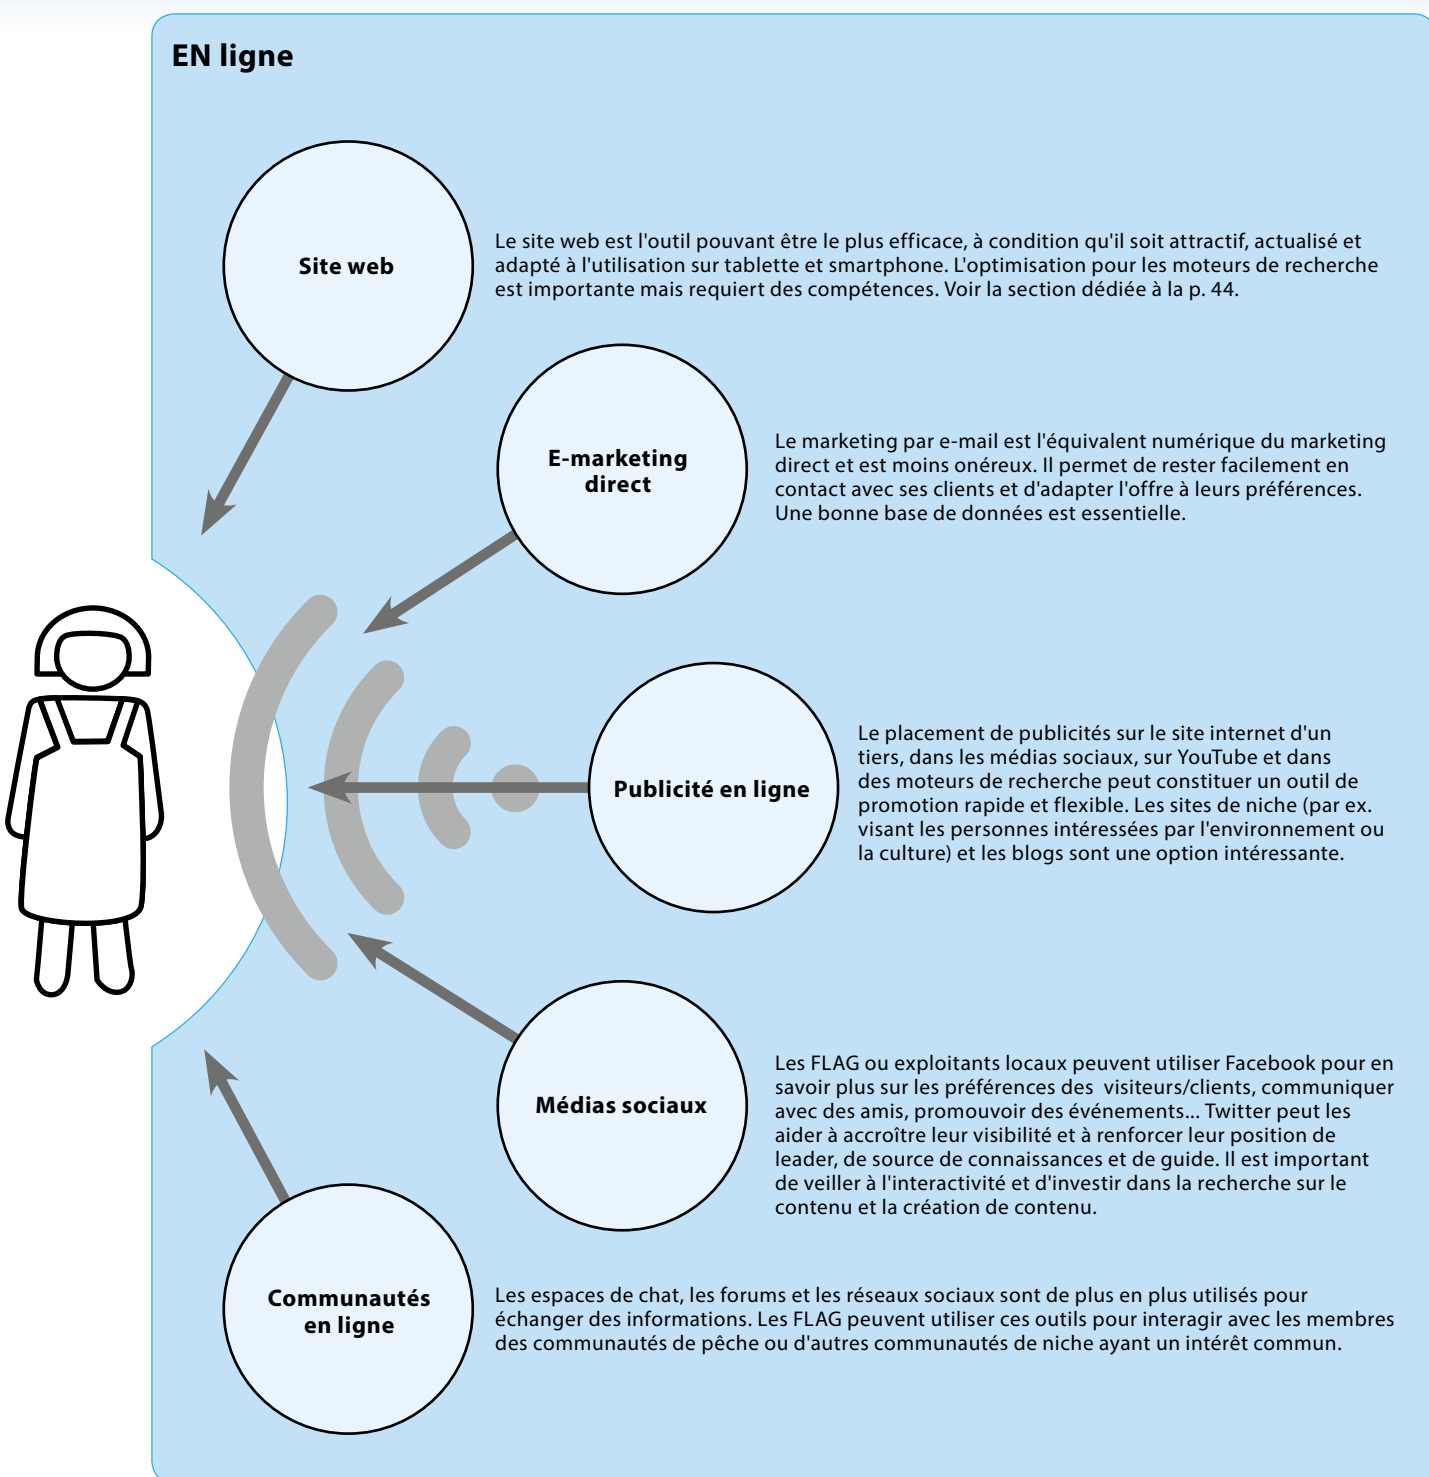 EN ligne
Site web
Le site web est l'outil pouvant être le plus efficace, à condition qu'il soit attractif, actualisé et
adapté à l'utilisation sur tablette et smartphone. L'optimisation pour les moteurs de recherche
est importante mais requiert des compétences. Voir la section dédiée à la p. 44.
E-marketing
direct
Le marketing par e-mail est l'équivalent numérique du marketing
direct et est moins onéreux. Il permet de rester facilement en
contact avec ses clients et d'adapter l'offre à leurs préférences.
Une bonne base de données est essentielle.
Publicité en ligne
Le placement de publicités sur le site internet d'un
tiers, dans les médias sociaux, sur YouTube et dans
des moteurs de recherche peut constituer un outil de
promotion rapide et flexible. Les sites de niche (par ex.
visant les personnes intéressées par l'environnement ou
la culture) et les blogs sont une option intéressante.
Médias sociaux
Les FLAG ou exploitants locaux peuvent utiliser Facebook pour en
savoir plus sur les préférences des  visiteurs/clients, communiquer
avec des amis, promouvoir des événements... Twitter peut les
aider à accroître leur visibilité et à renforcer leur position de
leader, de source de connaissances et de guide. Il est important
de veiller à l'interactivité et d'investir dans la recherche sur le
contenu et la création de contenu.
Communautés
en ligne
Les espaces de chat, les forums et les réseaux sociaux sont de plus en plus utilisés pour
échanger des informations. Les FLAG peuvent utiliser ces outils pour interagir avec les membres
des communautés de pêche ou d'autres communautés de niche ayant un intérêt commun.